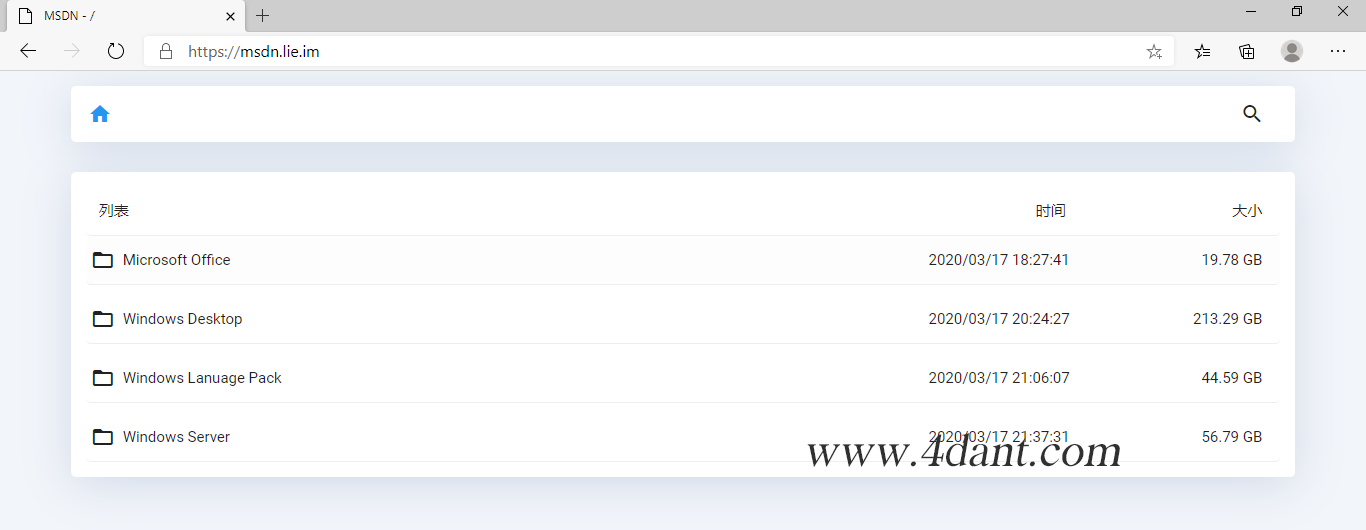 MSDN - /
https://msdn.lie.im
列表 时间 大小
Microsoft Office 2020/03/17 18:27:41 19.78 GB
Windows Desktop 2020/03/17 20:24:27 213.29 GB
Windows Lanuage Pack 2020/03/17 21:06:07 44.59 GB
Windows Server 2020/03/17 21:37:31 56.79 GB
www.4dant.com